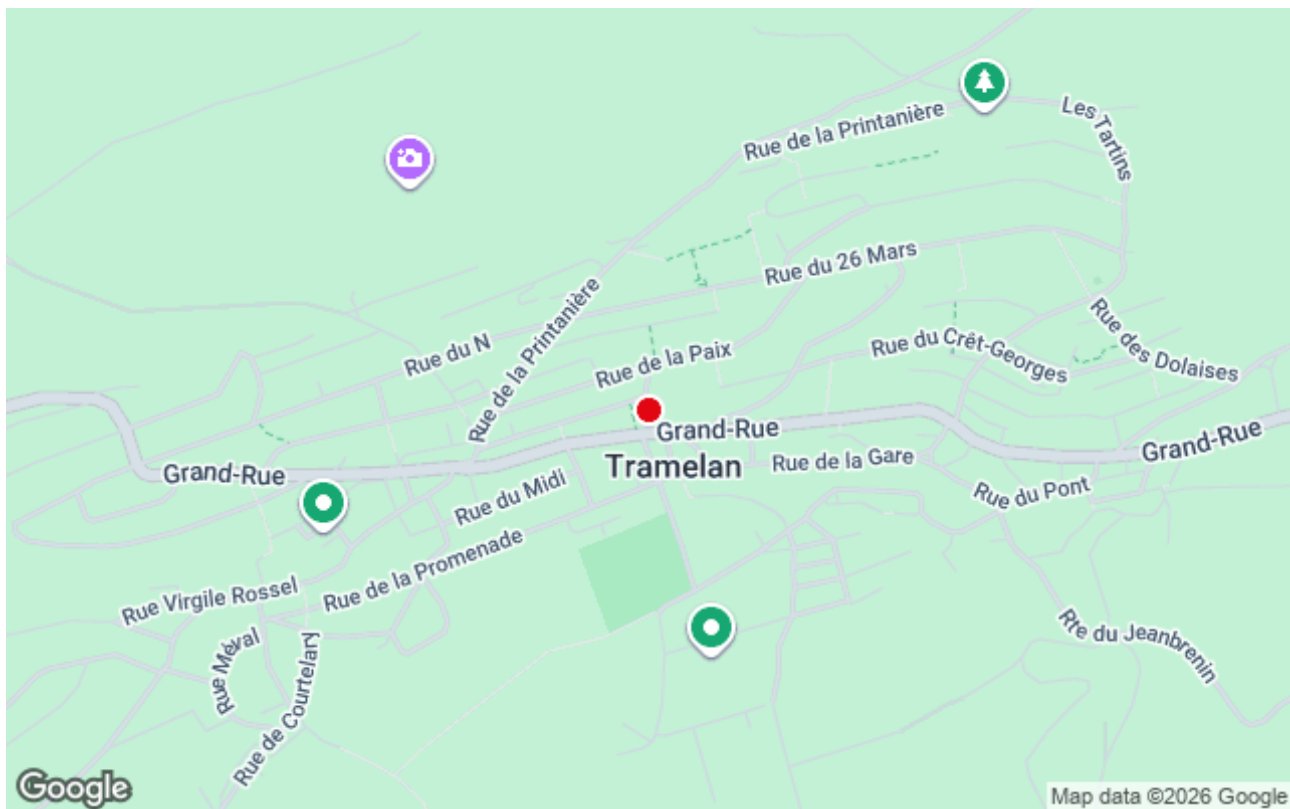 Rue de la Printanière
Les Tartins
Rue du 26 Mars
Rue de la Printanière
Rue du N
Rue de la Paix
Rue du Crêt-Georges
Rue des Dolaises
Grand-Rue
Grand-Rue
Grand-Rue
Tramelan
Rue de la Gare
Rue du Midi
Rue du Pont
Rue de la Promenade
Rue Virgile Rossel
Rue Méval
Rue de Courtelary
Rte du Jeanbrenin
Google
Map data ©2026 Google